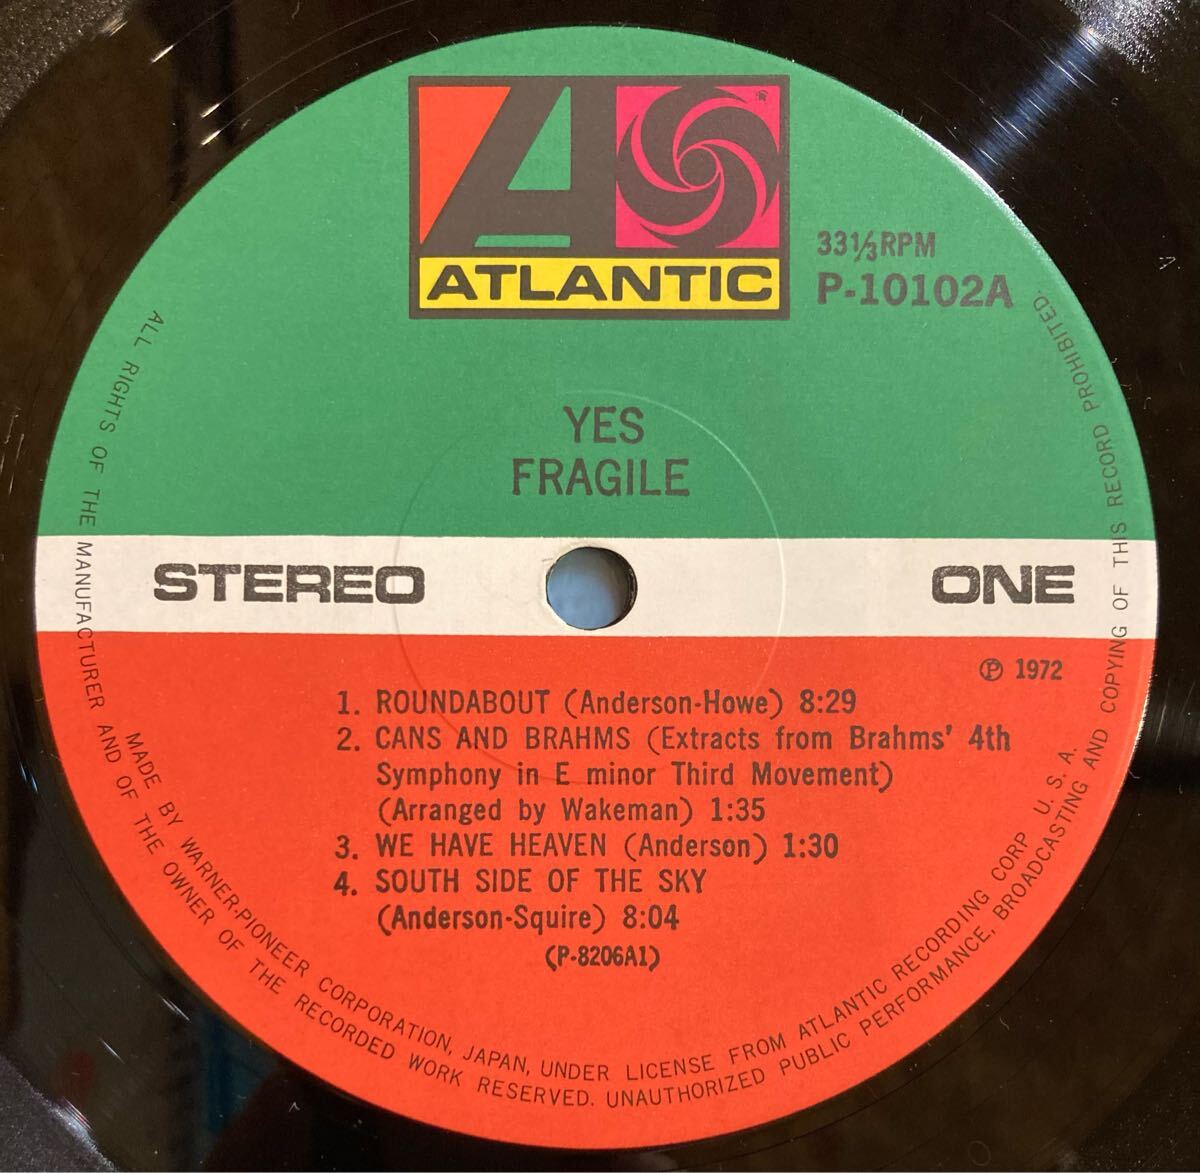 ATLANTIC
33⅓RPM
P-10102A
YES
FRAGILE
STEREO
ONE
Ⓟ 1972
1. ROUNDABOUT (Anderson-Howe) 8:29
2. CANS AND BRAHMS (Extracts from Brahms' 4th
Symphony in E minor Third Movement)
(Arranged by Wakeman) 1:35
3. WE HAVE HEAVEN (Anderson) 1:30
4. SOUTH SIDE OF THE SKY
(Anderson-Squire) 8:04
(P-8206A1)
MADE BY WARNER-PIONEER CORPORATION, JAPAN, UNDER LICENSE FROM ATLANTIC RECORDING CORP. U. S. A.
ALL RIGHTS OF THE MANUFACTURER AND OF THE OWNER OF THE RECORDED WORK RESERVED. UNAUTHORIZED PUBLIC PERFORMANCE, BROADCASTING AND COPYING OF THIS RECORD PROHIBITED.